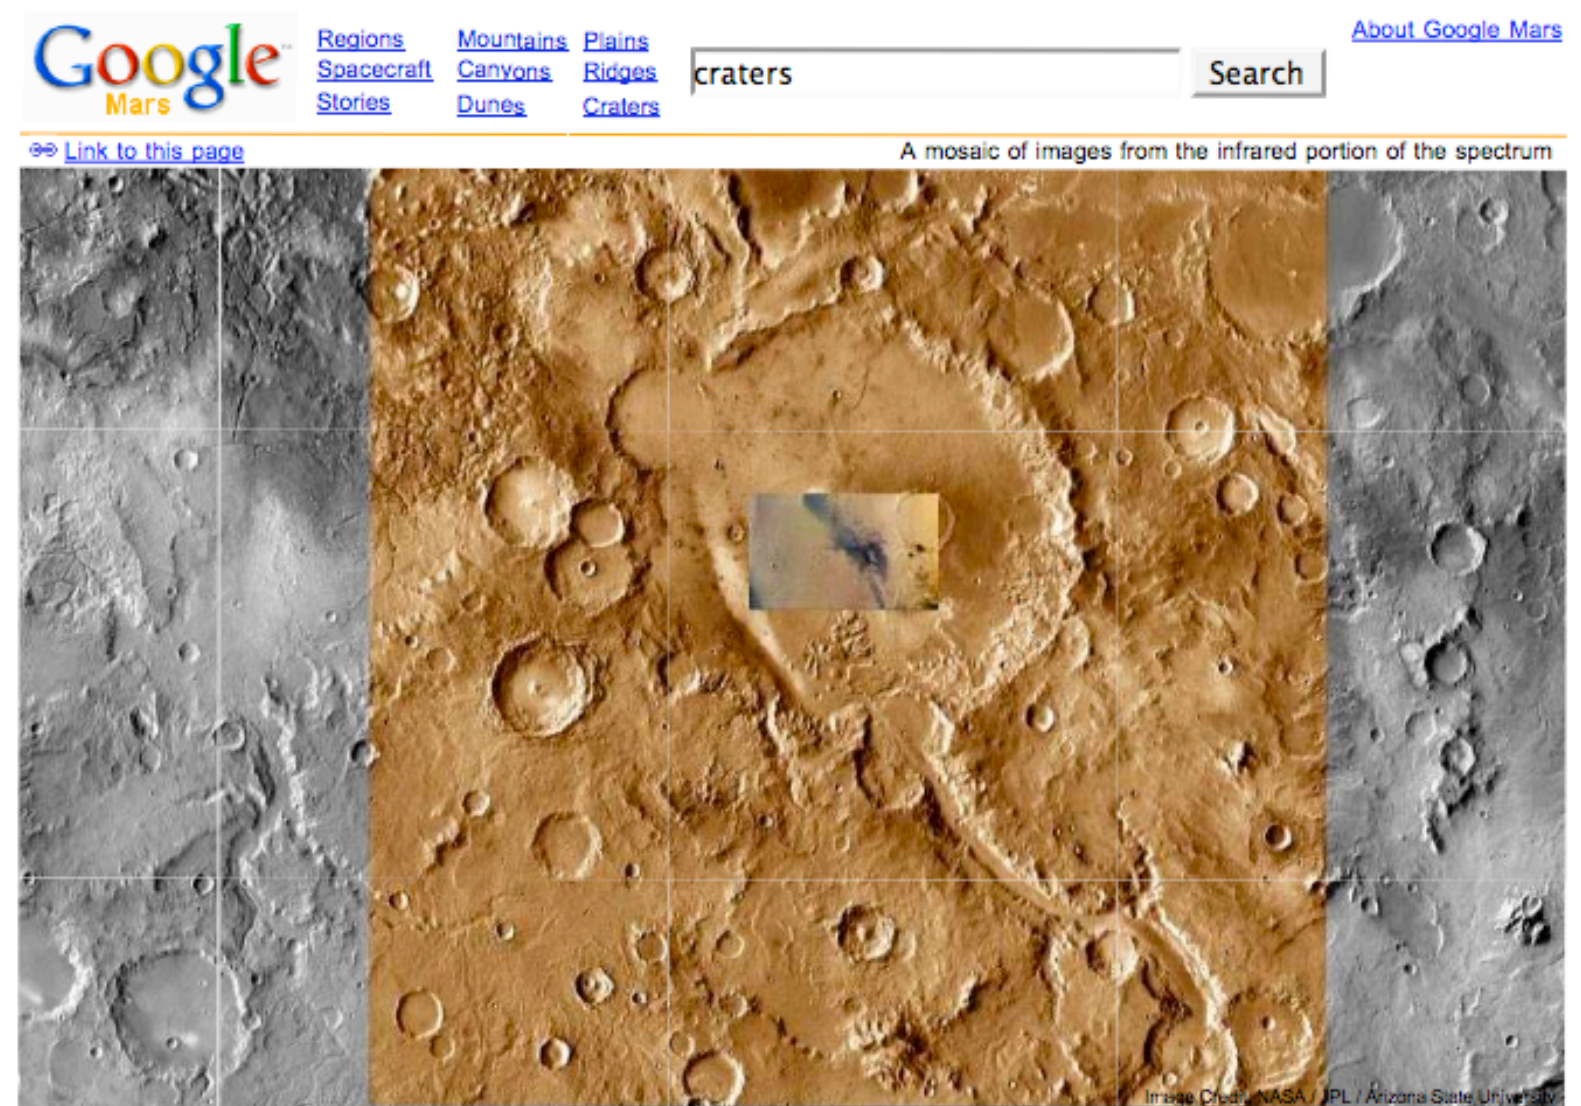 Google™
Mars
Regions Mountains Plains
Spacecraft Canyons Ridges
Stories Dunes Craters
craters
Search
About Google Mars
Link to this page
A mosaic of images from the infrared portion of the spectrum
Image Credit: NASA / JPL / Arizona State University